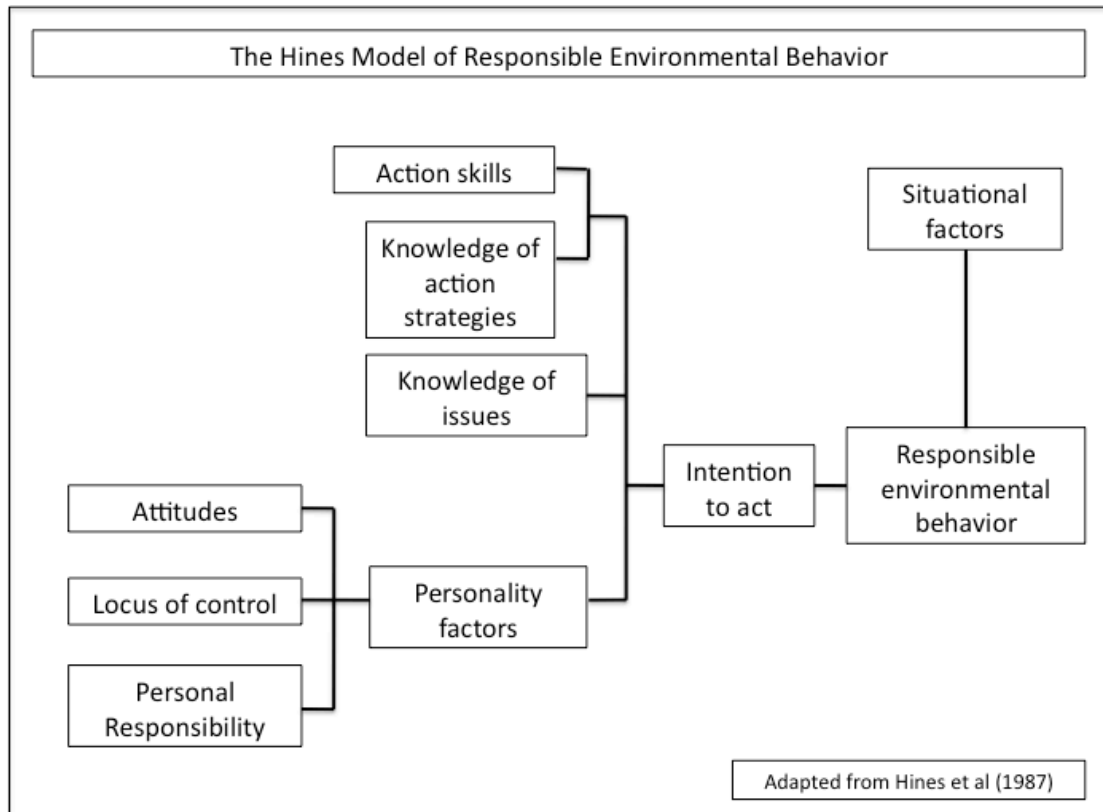 The Hines Model of Responsible Environmental Behavior
Action skills
Situational
factors
Knowledge of
action
strategies
Knowledge of
issues
Intention
to act
Responsible
environmental
behavior
Attitudes
Locus of control
Personality
factors
Personal
Responsibility
Adapted from Hines et al (1987)